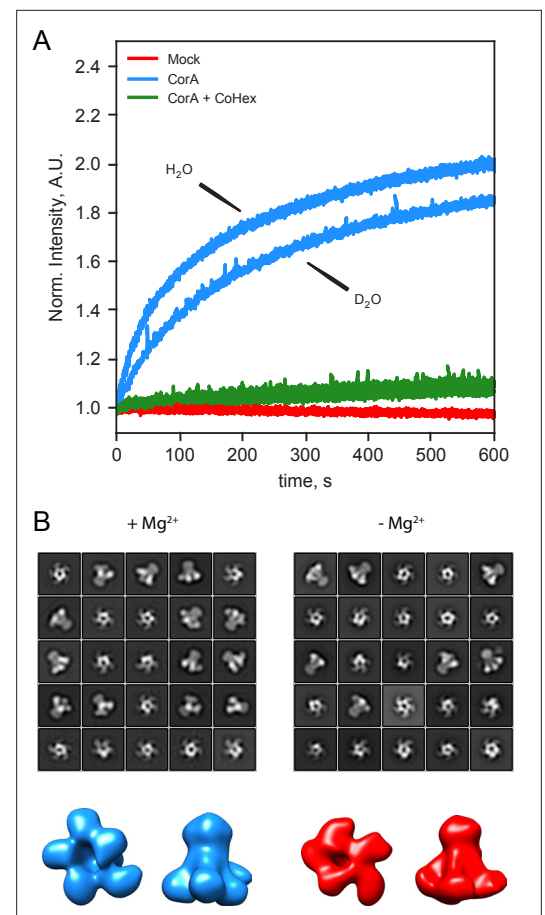 A
2.4
2.2
2.0
1.8
1.6
1.4
1.2
1.0
Norm. Intensity, A.U.
Mock
CorA
CorA + CoHex
H₂O
D₂O
0 100 200 300 400 500 600
time, s
B
+ Mg²⁺ - Mg²⁺